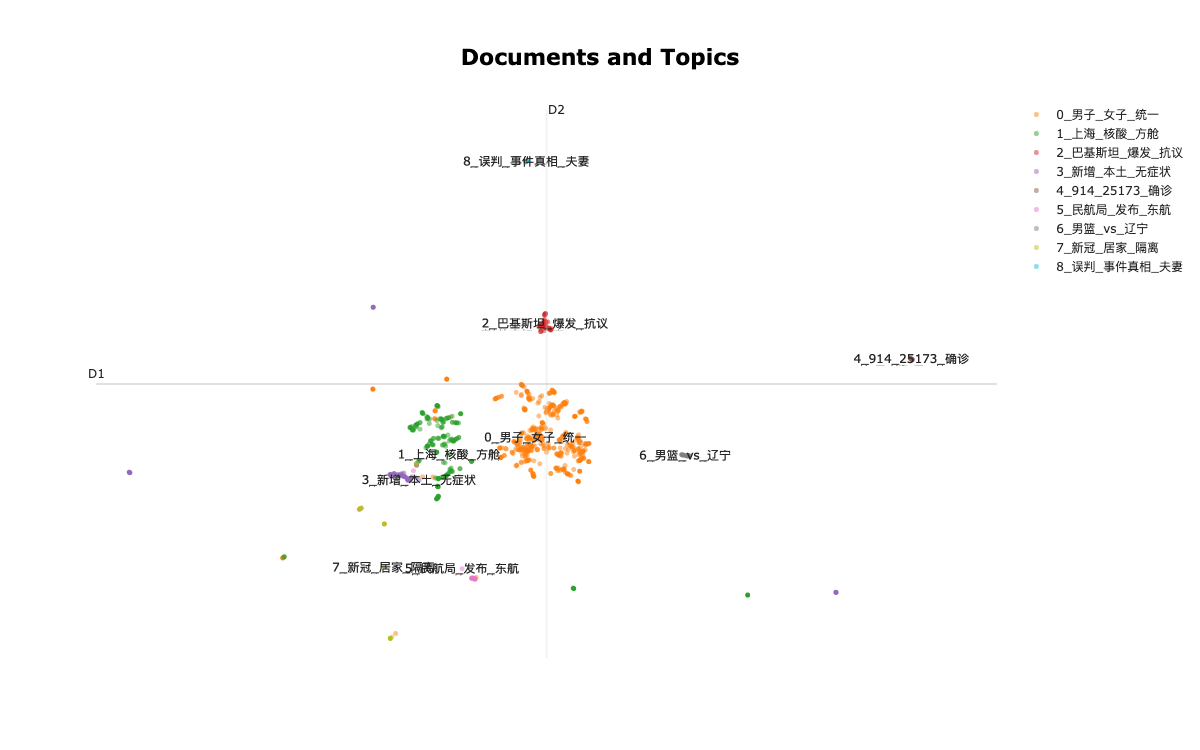 Documents and Topics
D2
8_误判_事件真相_夫妻
2_巴基斯坦_爆发_抗议
4_914_25173_确诊
D1
0_男子_女子_统一
1_上海_核酸_方舱
6_男篮_vs_辽宁
3_新增_本土_无症状
7_新冠_居家_隔离
5_民航局_发布_东航
0_男子_女子_统一
1_上海_核酸_方舱
2_巴基斯坦_爆发_抗议
3_新增_本土_无症状
4_914_25173_确诊
5_民航局_发布_东航
6_男篮_vs_辽宁
7_新冠_居家_隔离
8_误判_事件真相_夫妻